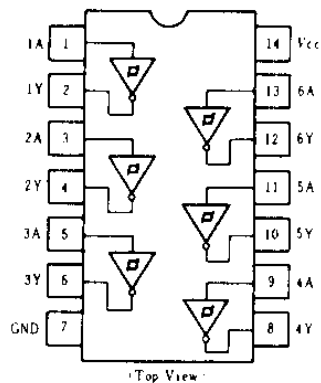 1A 1 14 Vcc
1Y 2 13 6A
2A 3 12 6Y
2Y 4 11 5A
3A 5 10 5Y
3Y 6 9 4A
GND 7 8 4Y
(Top View)